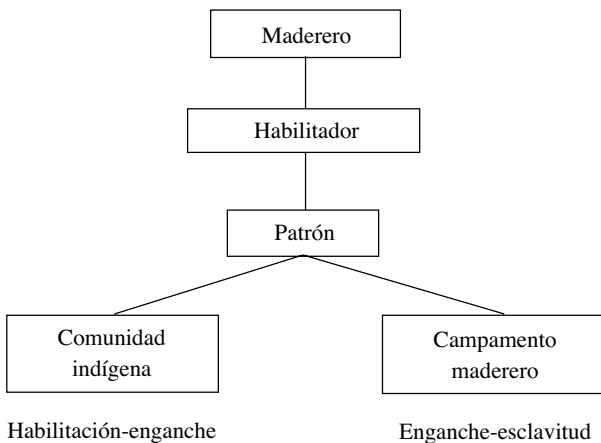 Maderero
Habilitador
Patrón
Comunidad
indígena
Campamento
maderero
Habilitación-enganche
Enganche-esclavitud